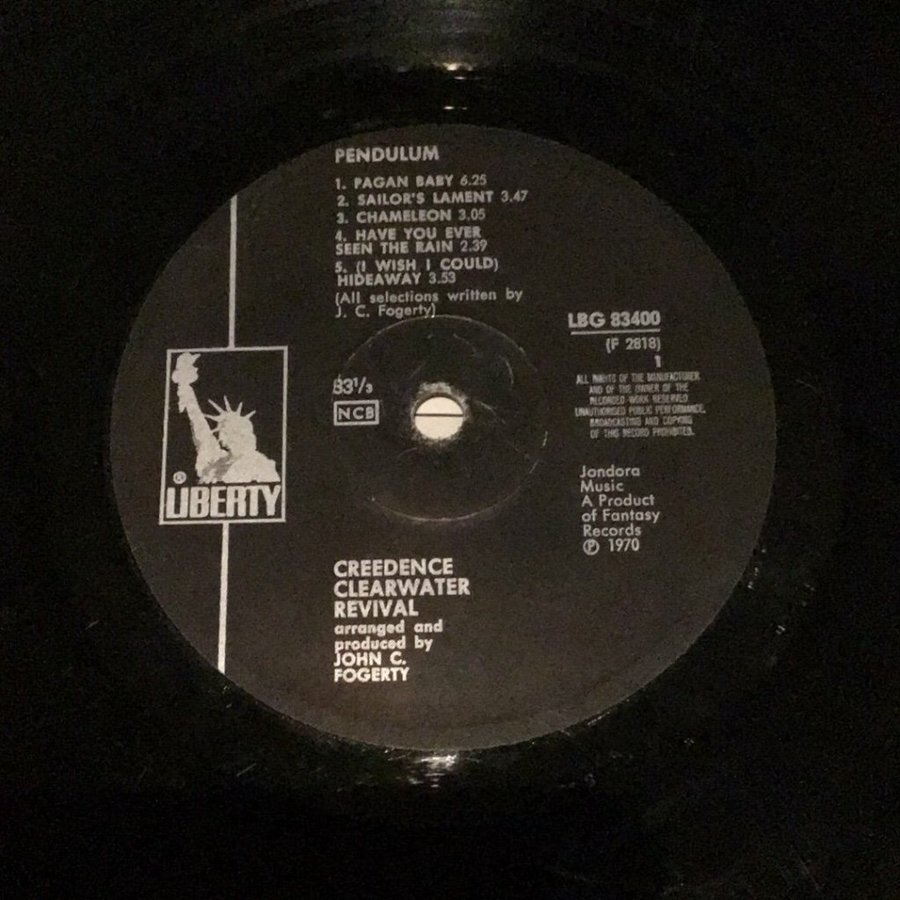 PENDULUM
1. PAGAN BABY 6.25
2. SAILOR'S LAMENT 3.47
3. CHAMELEON 3.05
4. HAVE YOU EVER
SEEN THE RAIN 2.39
5. (I WISH I COULD)
HIDEAWAY 3.53
(All selections written by
J. C. Fogerty)
LBG 83400
(F 2818)
1
ALL RIGHTS OF THE MANUFACTURER
AND OF THE OWNER OF THE
RECORDED WORK RESERVED
UNAUTHORISED PUBLIC PERFORMANCE,
BROADCASTING AND COPYING
OF THIS RECORD PROHIBITED.
33⅓
NCB
® LIBERTY
Jondora
Music
A Product
of Fantasy
Records
℗ 1970
CREEDENCE
CLEARWATER
REVIVAL
arranged and
produced by
JOHN C.
FOGERTY